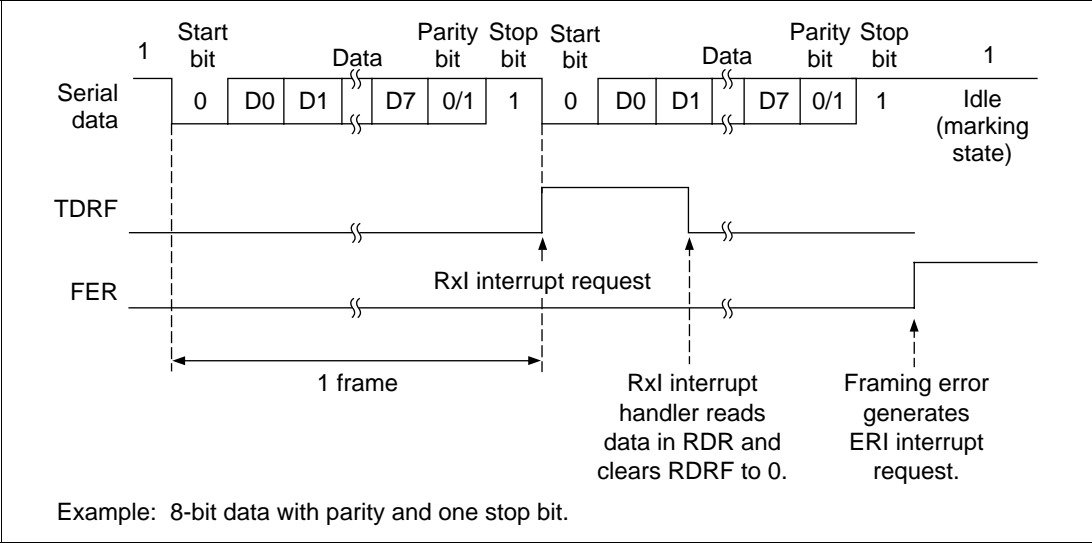 1 Start bit Data Parity bit Stop bit Start bit Data Parity bit Stop bit 1
Serial data 0 D0 D1 D7 0/1 1 0 D0 D1 D7 0/1 1 Idle (marking state)
TDRF
RxI interrupt request
FER
1 frame
RxI interrupt
handler reads
data in RDR and
clears RDRF to 0.
Framing error
generates
ERI interrupt
request.
Example: 8-bit data with parity and one stop bit.